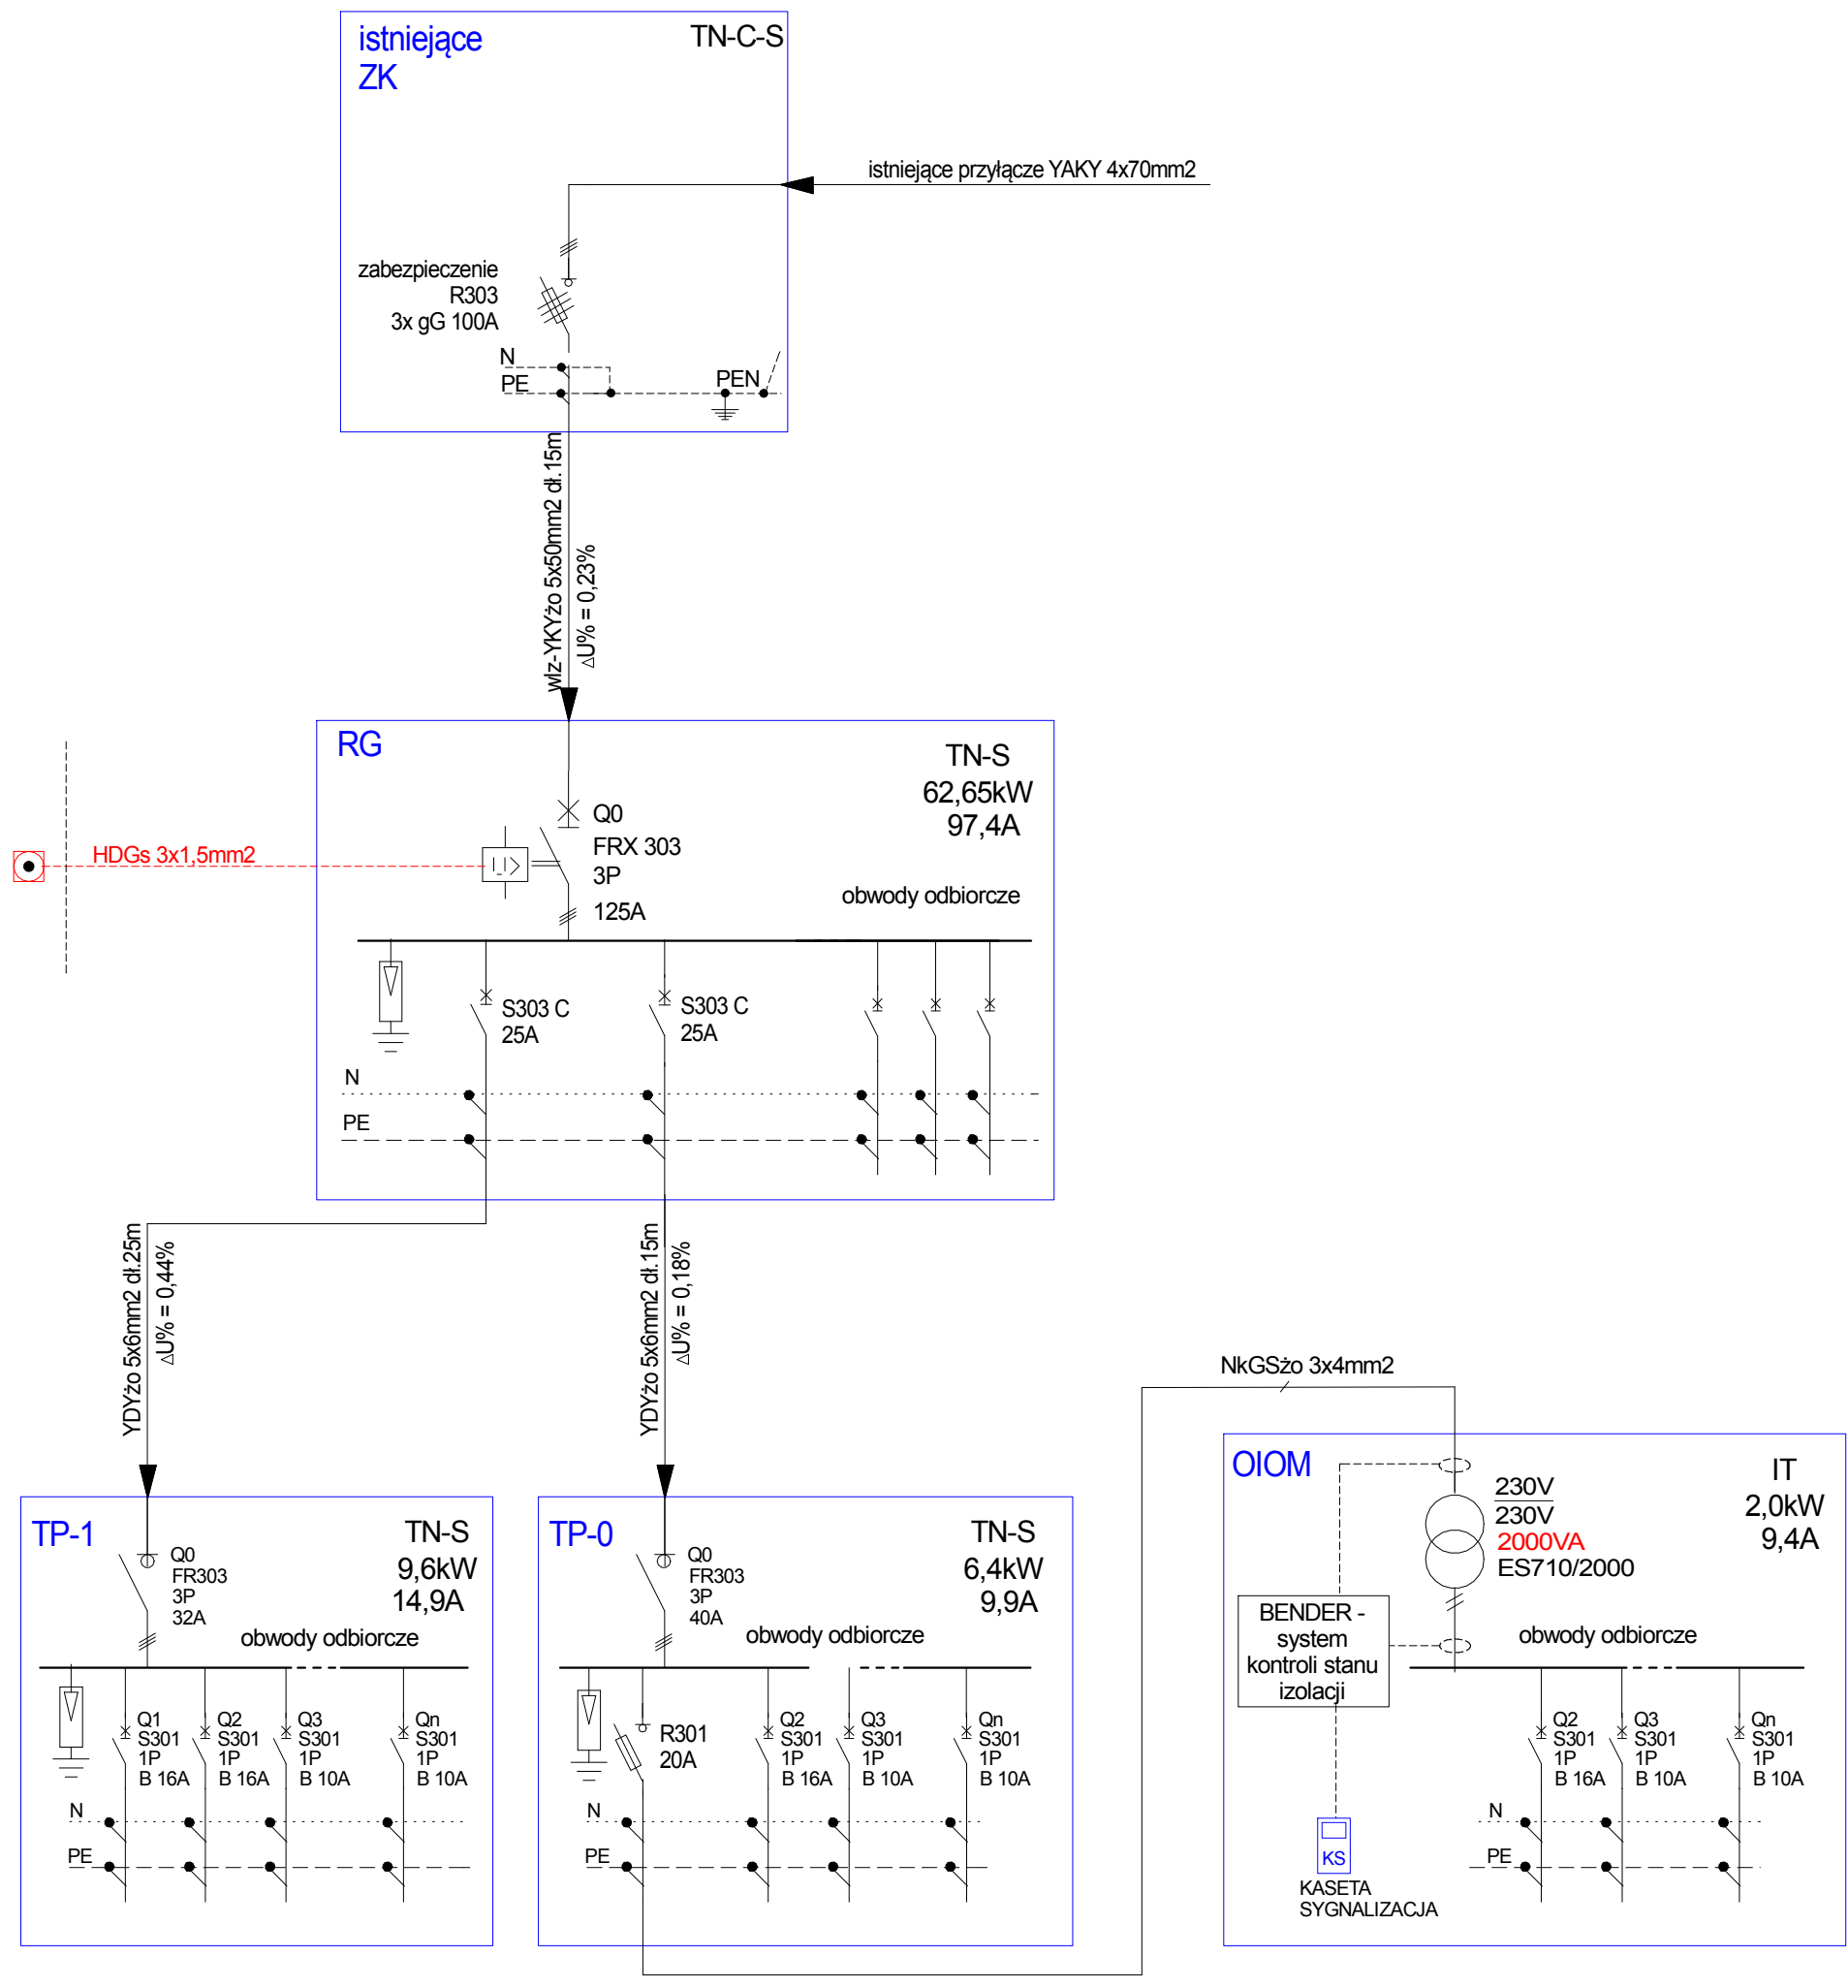 istniejące
ZK
TN-C-S
istniejące przyłącze YAKY 4x70mm2
zabezpieczenie
R303
3x gG 100A
N
PE
PEN
wlz-YKYżo 5x50mm2 dł.15m
△U% = 0,23%
RG
TN-S
62,65kW
97,4A
Q0
FRX 303
3P
125A
HDGs 3x1,5mm2
U>
obwody odbiorcze
S303 C
25A
S303 C
25A
N
PE
YDYżo 5x6mm2 dł.25m
△U% = 0,44%
YDYżo 5x6mm2 dł.15m
△U% = 0,18%
NkGSżo 3x4mm2
TP-1
TN-S
9,6kW
14,9A
Q0
FR303
3P
32A
obwody odbiorcze
Q1
S301
1P
B 16A
Q2
S301
1P
B 16A
Q3
S301
1P
B 10A
Qn
S301
1P
B 10A
N
PE
TP-0
TN-S
6,4kW
9,9A
Q0
FR303
3P
40A
obwody odbiorcze
R301
20A
Q2
S301
1P
B 16A
Q3
S301
1P
B 10A
Qn
S301
1P
B 10A
N
PE
OIOM
IT
2,0kW
9,4A
230V
230V
2000VA
ES710/2000
BENDER -
system
kontroli stanu
izolacji
obwody odbiorcze
Q2
S301
1P
B 16A
Q3
S301
1P
B 10A
Qn
S301
1P
B 10A
N
PE
KS
KASETA
SYGNALIZACJA